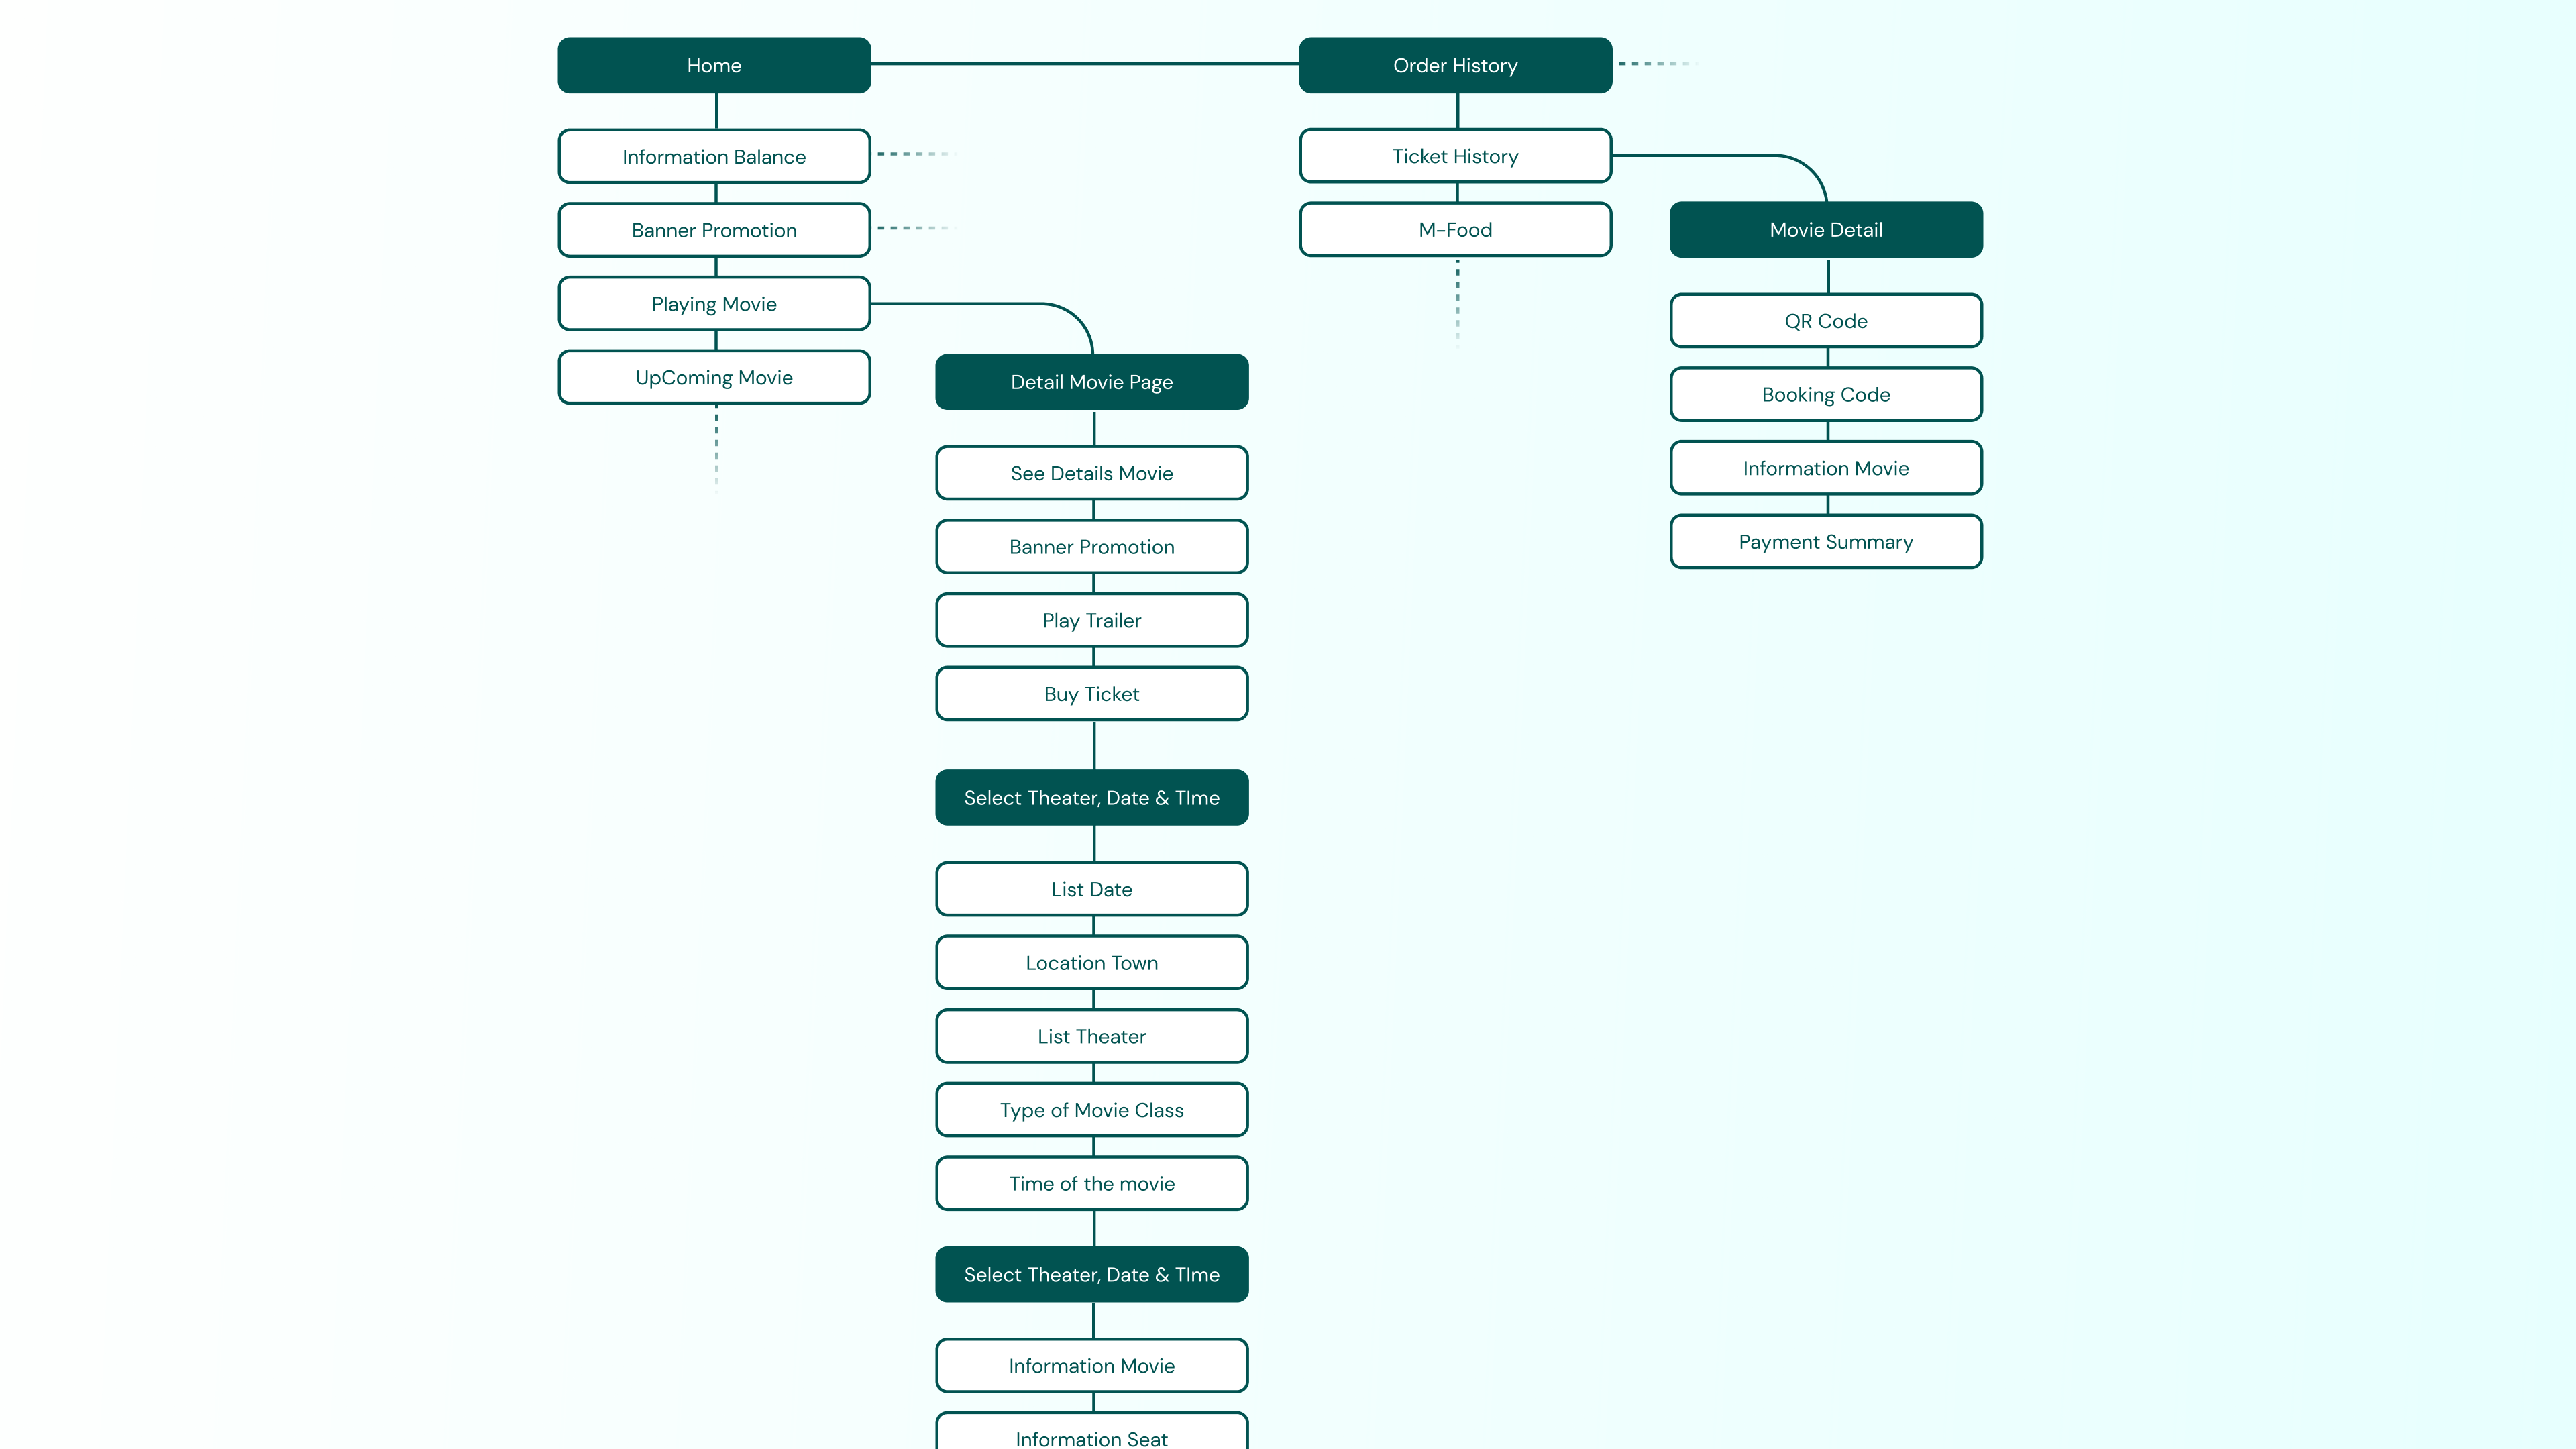 Home
Information Balance
Banner Promotion
Playing Movie
UpComing Movie
Detail Movie Page
See Details Movie
Banner Promotion
Play Trailer
Buy Ticket
Select Theater, Date & TIme
List Date
Location Town
List Theater
Type of Movie Class
Time of the movie
Select Theater, Date & TIme
Information Movie
Information Seat
Order History
Ticket History
M-Food
Movie Detail
QR Code
Booking Code
Information Movie
Payment Summary